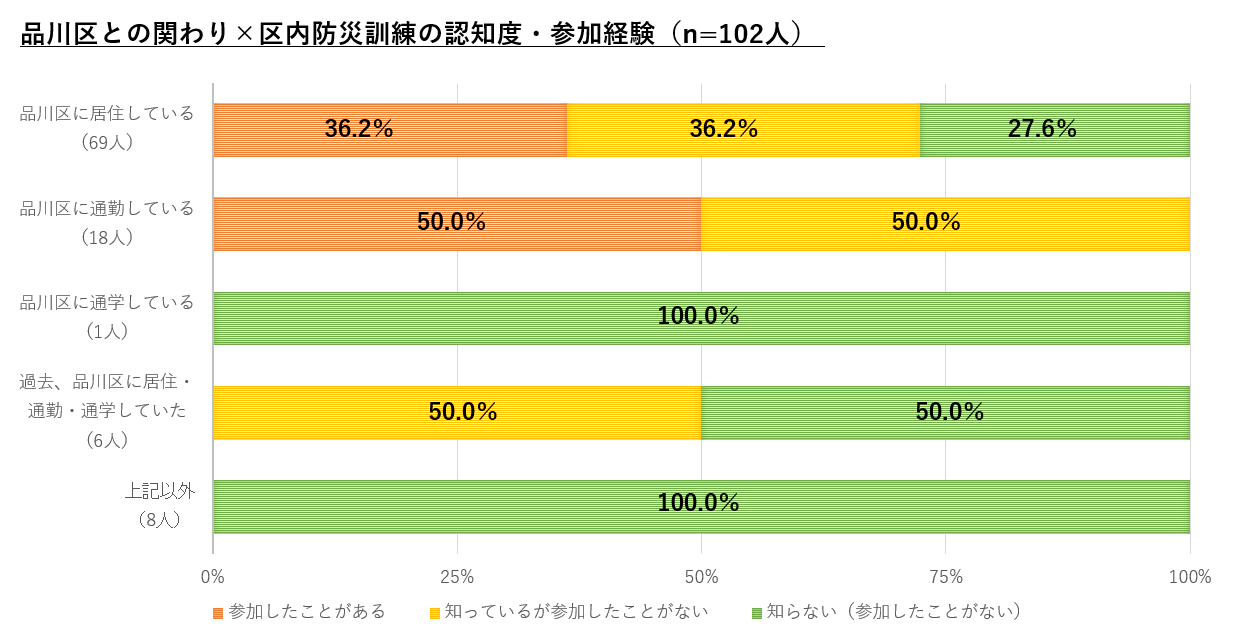 品川区との関わり×区内防災訓練の認知度・参加経験（n=102人）
品川区に居住している
（69人）
36.2%
36.2%
27.6%
品川区に通勤している
（18人）
50.0%
50.0%
品川区に通学している
（1人）
100.0%
過去、品川区に居住・
通勤・通学していた
（6人）
50.0%
50.0%
上記以外
（8人）
100.0%
0%
25%
50%
75%
100%
参加したことがある
知っているが参加したことがない
知らない（参加したことがない）